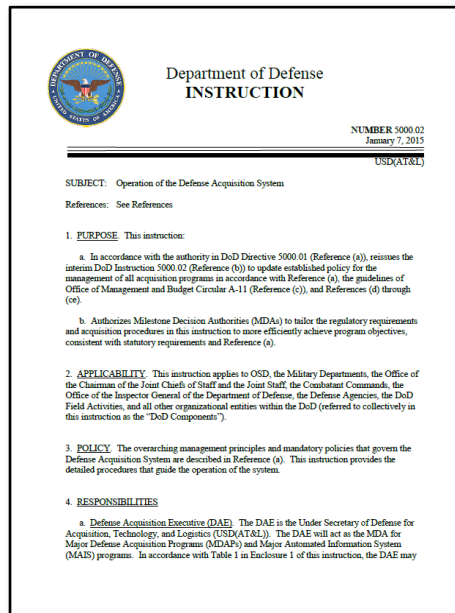 DEPARTMENT OF DEFENSE
UNITED STATES OF AMERICA
Department of Defense
INSTRUCTION
NUMBER 5000.02
January 7, 2015
USD(AT&L)
SUBJECT: Operation of the Defense Acquisition System
References: See References
1. PURPOSE. This instruction:
a. In accordance with the authority in DoD Directive 5000.01 (Reference (a)), reissues the
interim DoD Instruction 5000.02 (Reference (b)) to update established policy for the
management of all acquisition programs in accordance with Reference (a), the guidelines of
Office of Management and Budget Circular A-11 (Reference (c)), and References (d) through
(ce).
b. Authorizes Milestone Decision Authorities (MDAs) to tailor the regulatory requirements
and acquisition procedures in this instruction to more efficiently achieve program objectives,
consistent with statutory requirements and Reference (a).
2. APPLICABILITY. This instruction applies to OSD, the Military Departments, the Office of
the Chairman of the Joint Chiefs of Staff and the Joint Staff, the Combatant Commands, the
Office of the Inspector General of the Department of Defense, the Defense Agencies, the DoD
Field Activities, and all other organizational entities within the DoD (referred to collectively in
this instruction as the “DoD Components”).
3. POLICY. The overarching management principles and mandatory policies that govern the
Defense Acquisition System are described in Reference (a). This instruction provides the
detailed procedures that guide the operation of the system.
4. RESPONSIBILITIES
a. Defense Acquisition Executive (DAE). The DAE is the Under Secretary of Defense for
Acquisition, Technology, and Logistics (USD(AT&L)). The DAE will act as the MDA for
Major Defense Acquisition Programs (MDAPs) and Major Automated Information System
(MAIS) programs. In accordance with Table 1 in Enclosure 1 of this instruction, the DAE may